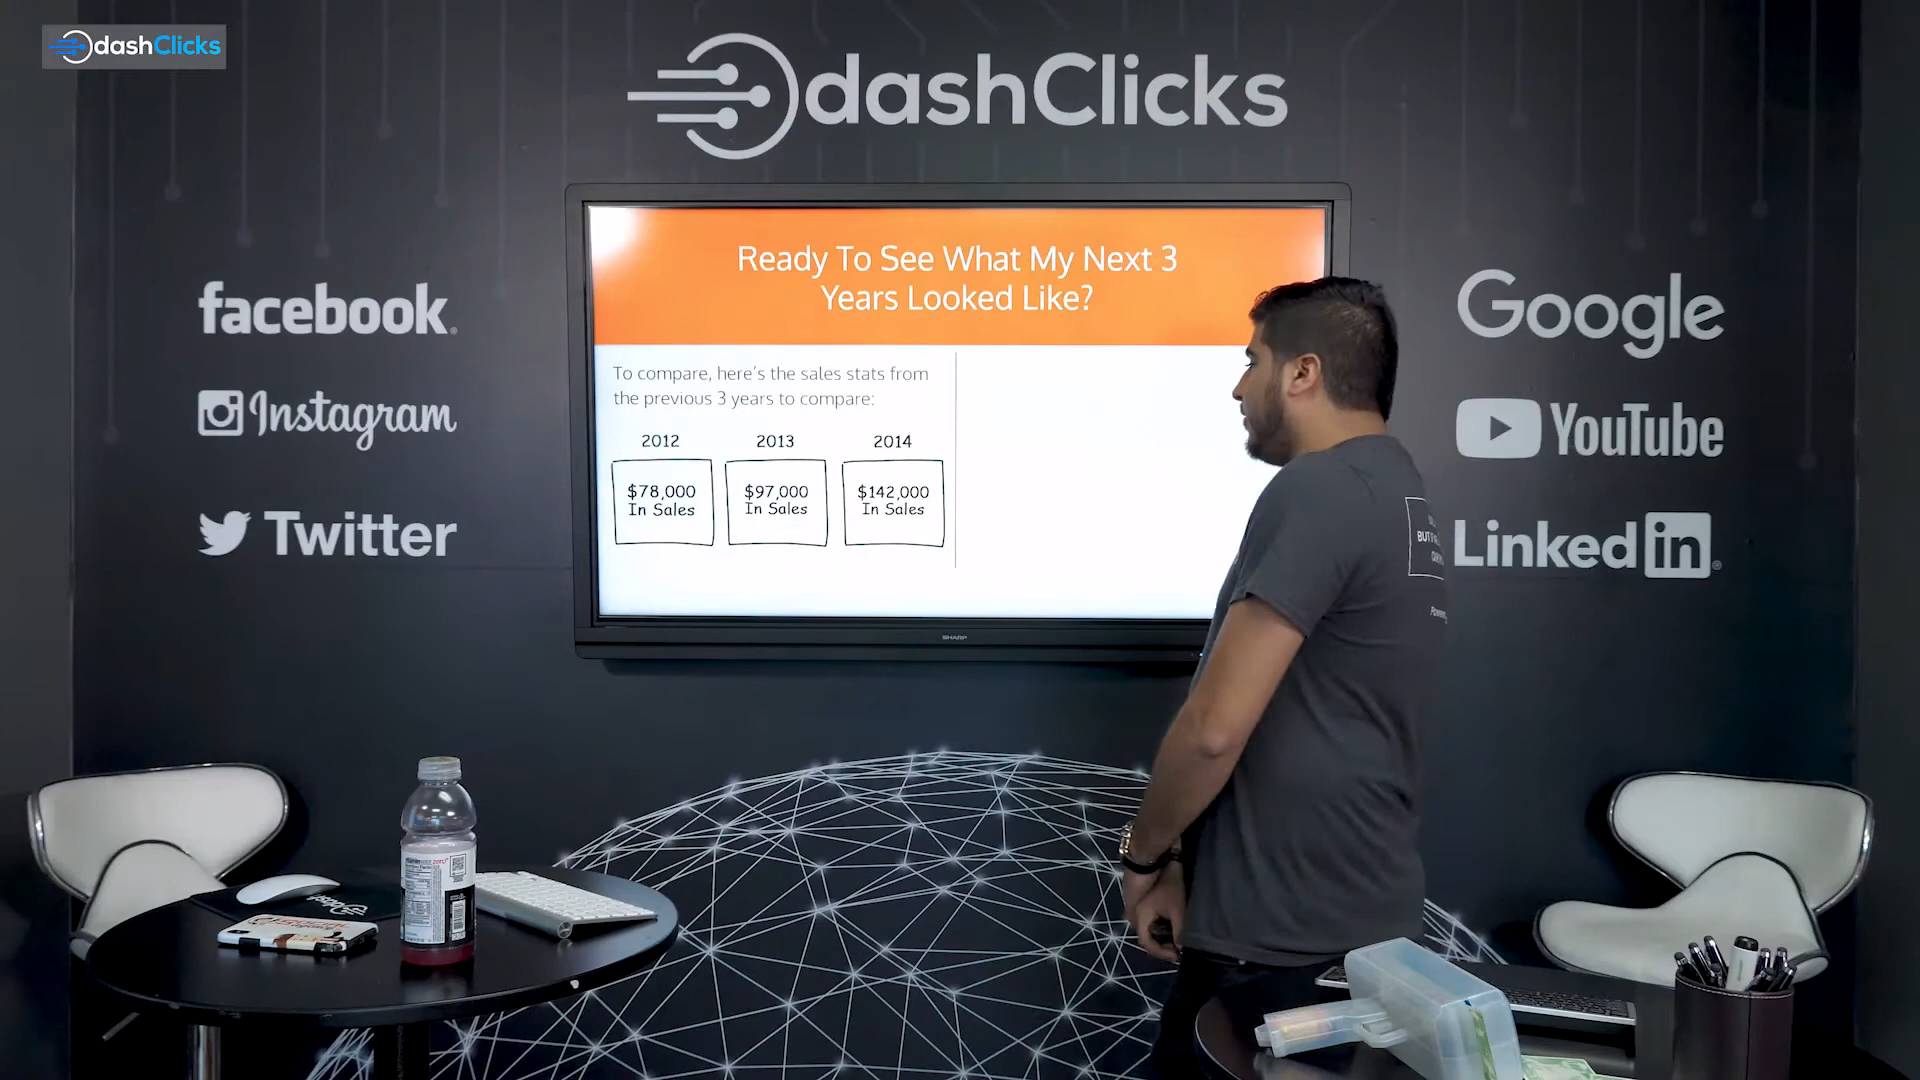 dashClicks
dashClicks
Ready To See What My Next 3
Years Looked Like?
To compare, here's the sales stats from
the previous 3 years to compare:
2012 2013 2014
$78,000 $97,000 $142,000
In Sales In Sales In Sales
SHARP
facebook
Instagram
Twitter
Google
YouTube
Linked in
zero